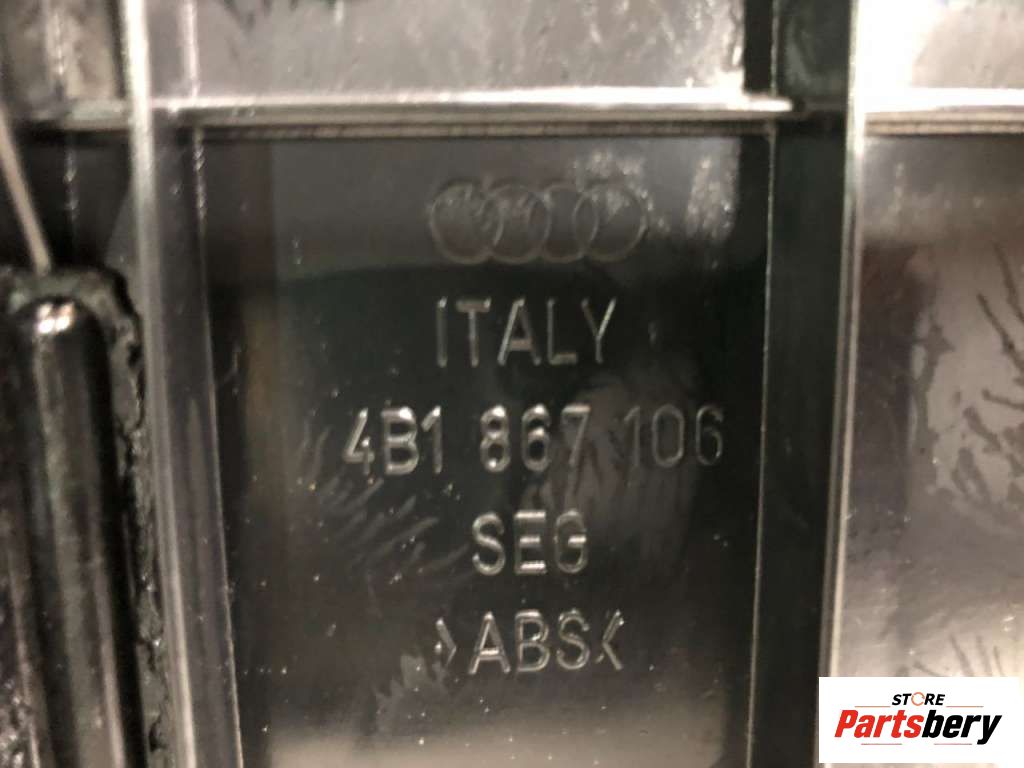 ITALY
4B1 867 106
SEG
>ABS<
STORE
Partsbery